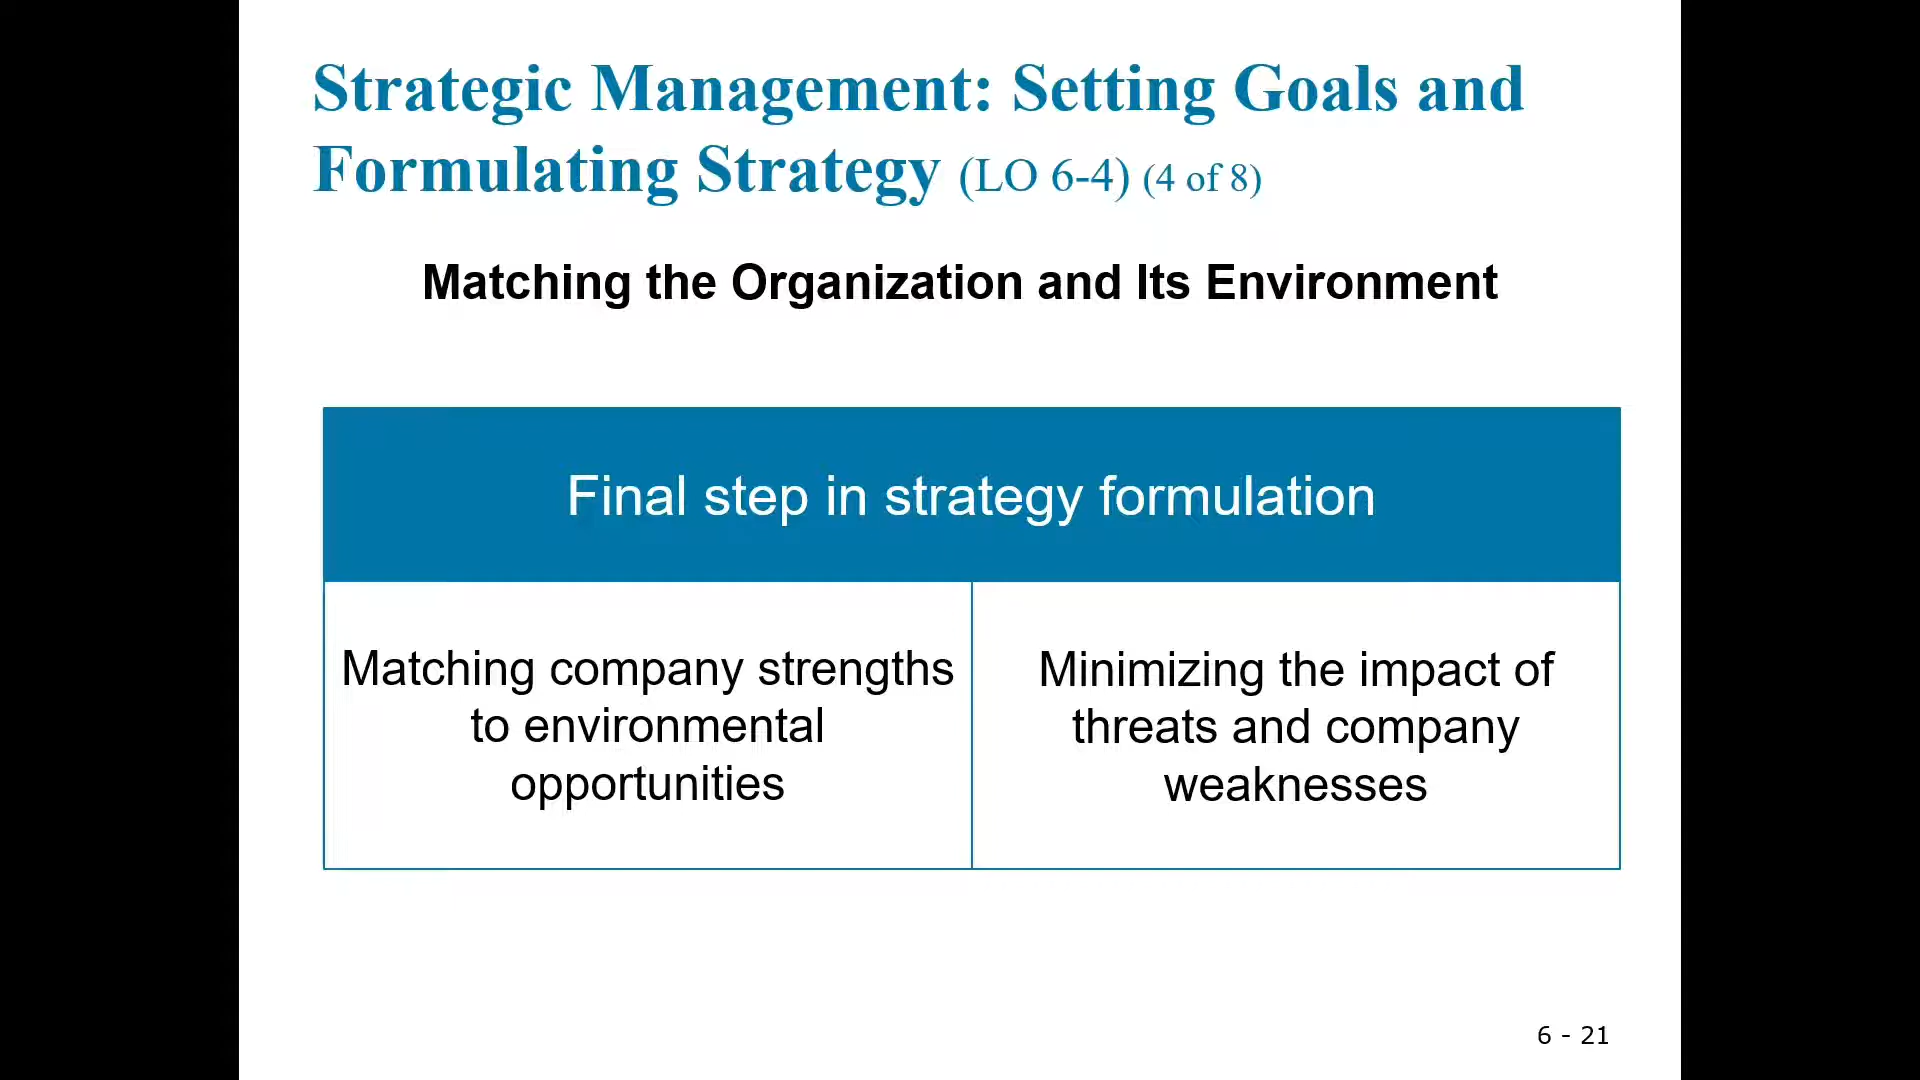 Strategic Management: Setting Goals and
Formulating Strategy (LO 6-4) (4 of 8)
Matching the Organization and Its Environment
Final step in strategy formulation
Matching company strengths
to environmental
opportunities
Minimizing the impact of
threats and company
weaknesses
6 - 21